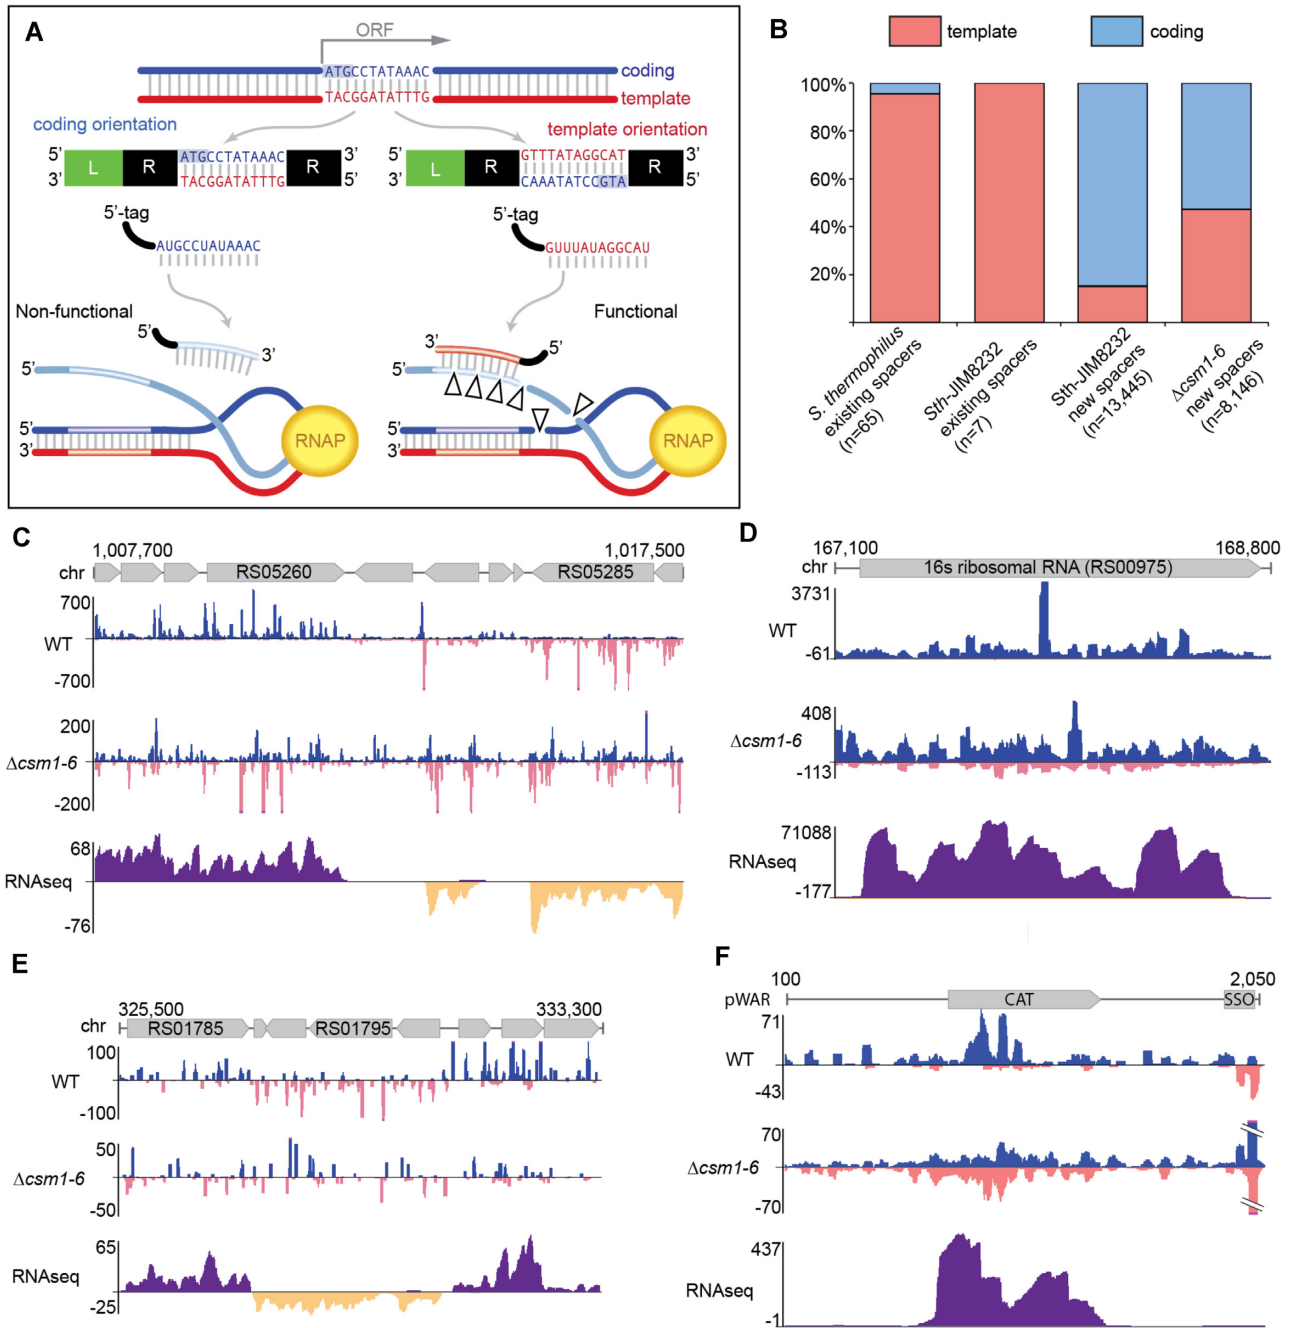 A
ORF
ATGCCTATAAAC
coding
TACGGATATTTG
template
coding orientation
template orientation
5’ L R ATGCCTATAAAC R 3’
3’ TACGGATATTTG 5’
5’ L R GTTTATAGGCAT R 3’
3’ CAAATATCCGTA 5’
5’-tag
AUGCCUAUAAAC
5’-tag
GUUUAUAGGCAU
Non-functional
Functional
5’ 3’
5’
5’
3’
RNAP
3’ 5’
5’
5’
3’
RNAP
B
template
coding
100%
80%
60%
40%
20%
S. thermophilus
existing spacers
(n=65)
Sth-JIM8232
existing spacers
(n=7)
Sth-JIM8232
new spacers
(n=13,445)
Δcsm1-6
new spacers
(n=8,146)
C
1,007,700 1,017,500
chr RS05260 RS05285
700
WT
-700
200
Δcsm1-6
-200
68
RNAseq
-76
D
167,100 168,800
chr 16s ribosomal RNA (RS00975)
3731
WT
-61
408
Δcsm1-6
-113
71088
RNAseq
-177
E
325,500 333,300
chr RS01785 RS01795
100
WT
-100
50
Δcsm1-6
-50
65
RNAseq
-25
F
100 2,050
pWAR CAT SSO
71
WT
-43
70
Δcsm1-6
-70
437
RNAseq
-1